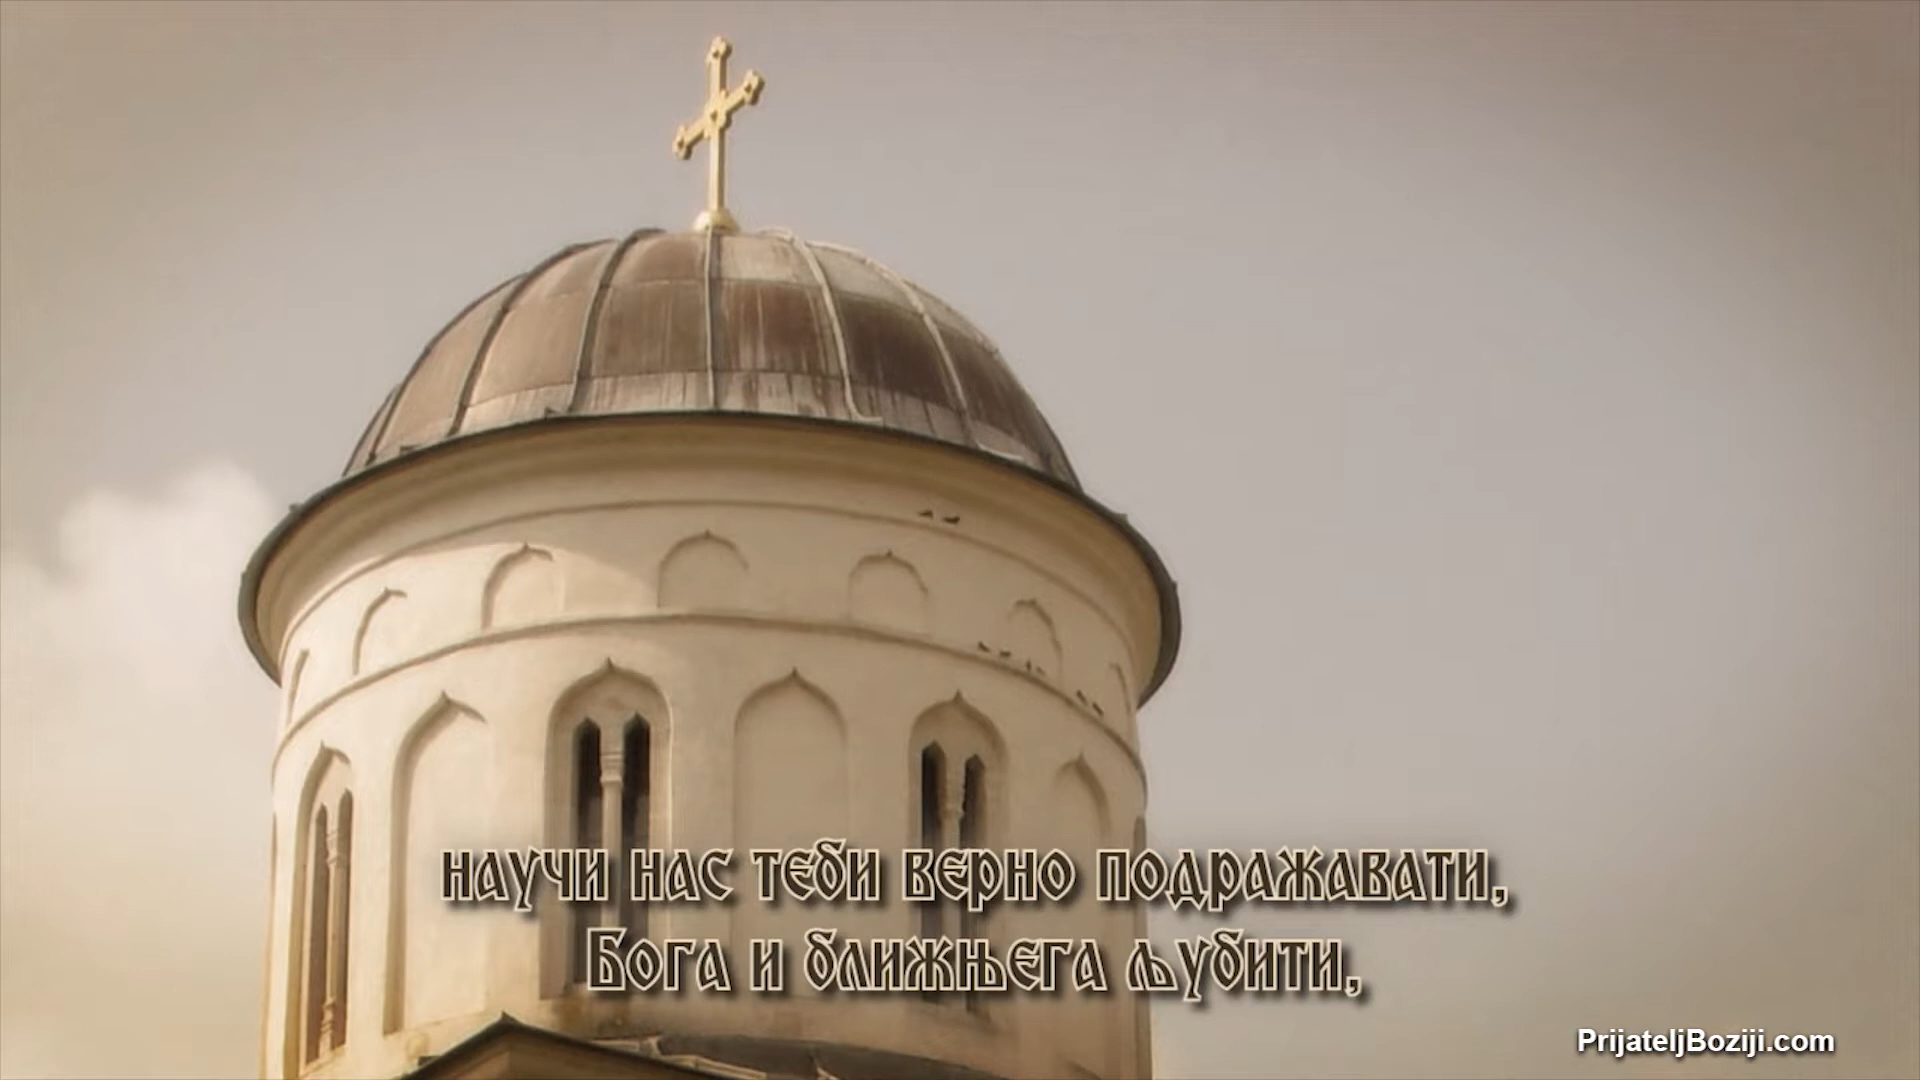 научи нас теби верно подражавати,
Бога и ближњега љубити,
PrijateljBoziji.com